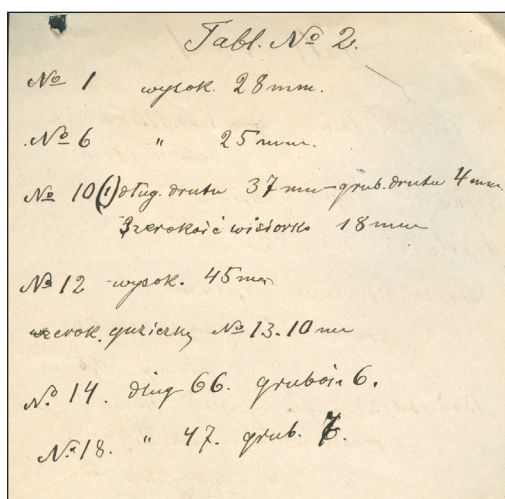 Tabl. № 2.
№ 1 wysok. 28 mm.
№ 6 " 25 mm.
№ 10 (1) dług. drutu 37 mm grub. drutu 4 mm.
Szerokość wisiorka 18 mm
№ 12 wysok. 45 mm
szerok. guziczka № 13. 10 mm
№ 14. dług 66. grubość 6.
№ 18. " 47. grub. 7.